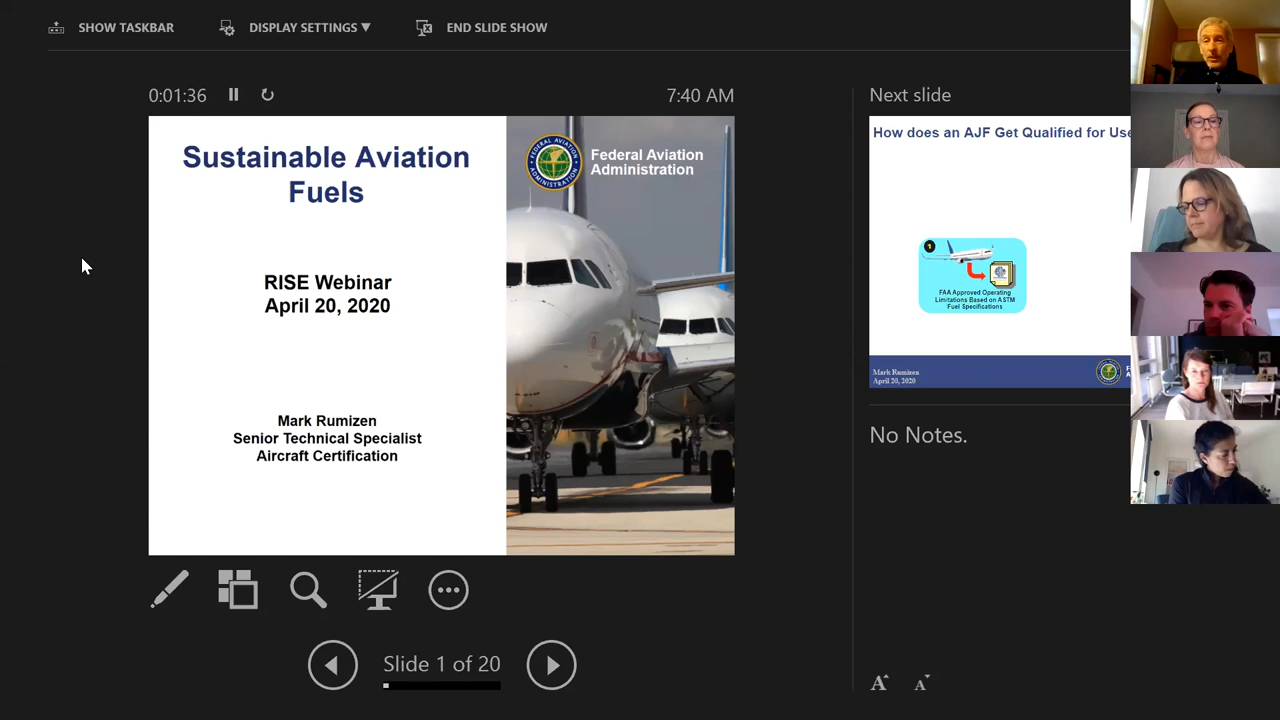 SHOW TASKBAR
DISPLAY SETTINGS ▼
END SLIDE SHOW
0:01:36
7:40 AM
Sustainable Aviation
Fuels
Federal Aviation
Administration
RISE Webinar
April 20, 2020
Mark Rumizen
Senior Technical Specialist
Aircraft Certification
Slide 1 of 20
Next slide
How does an AJF Get Qualified for Use
1
FAA Approved Operating
Limitations Based on ASTM
Fuel Specifications
Mark Rumizen
April 20, 2020
No Notes.
A A